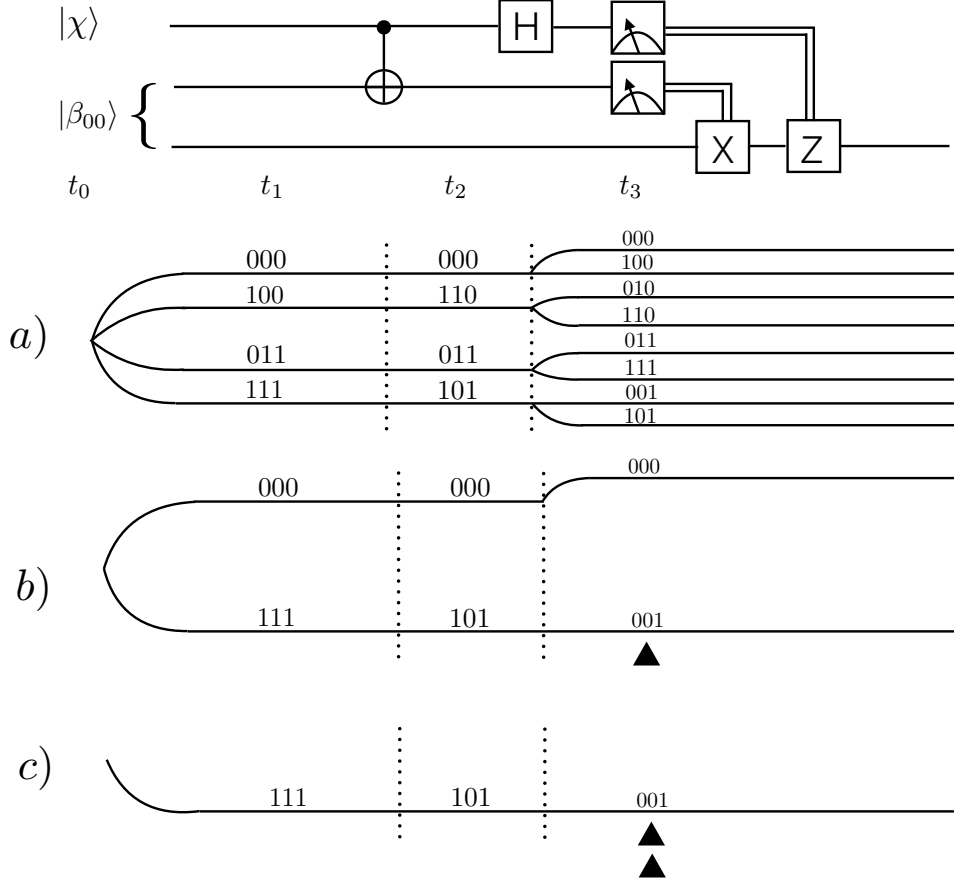 |χ⟩ H
|β₀₀⟩ X Z
t₀ t₁ t₂ t₃
a)
000 000 000
100
100 110 010
110
011 011 011
111
111 101 001
101
b)
000 000 000
111 101 001
c)
111 101 001